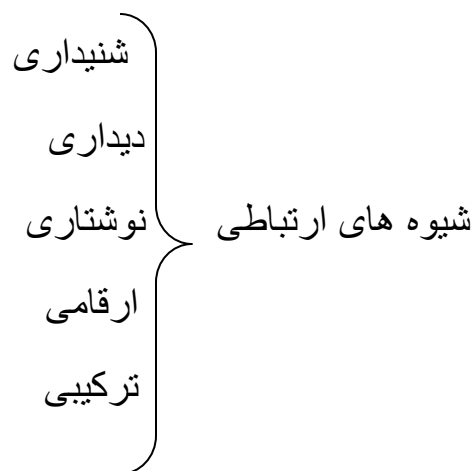 شیوه های ارتباطی
شنیداری
دیداری
نوشتاری
ارقامی
ترکیبی